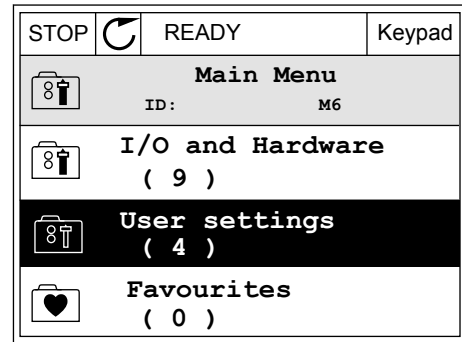 STOP READY Keypad
Main Menu
ID: M6
I/O and Hardware
( 9 )
User settings
( 4 )
Favourites
( 0 )